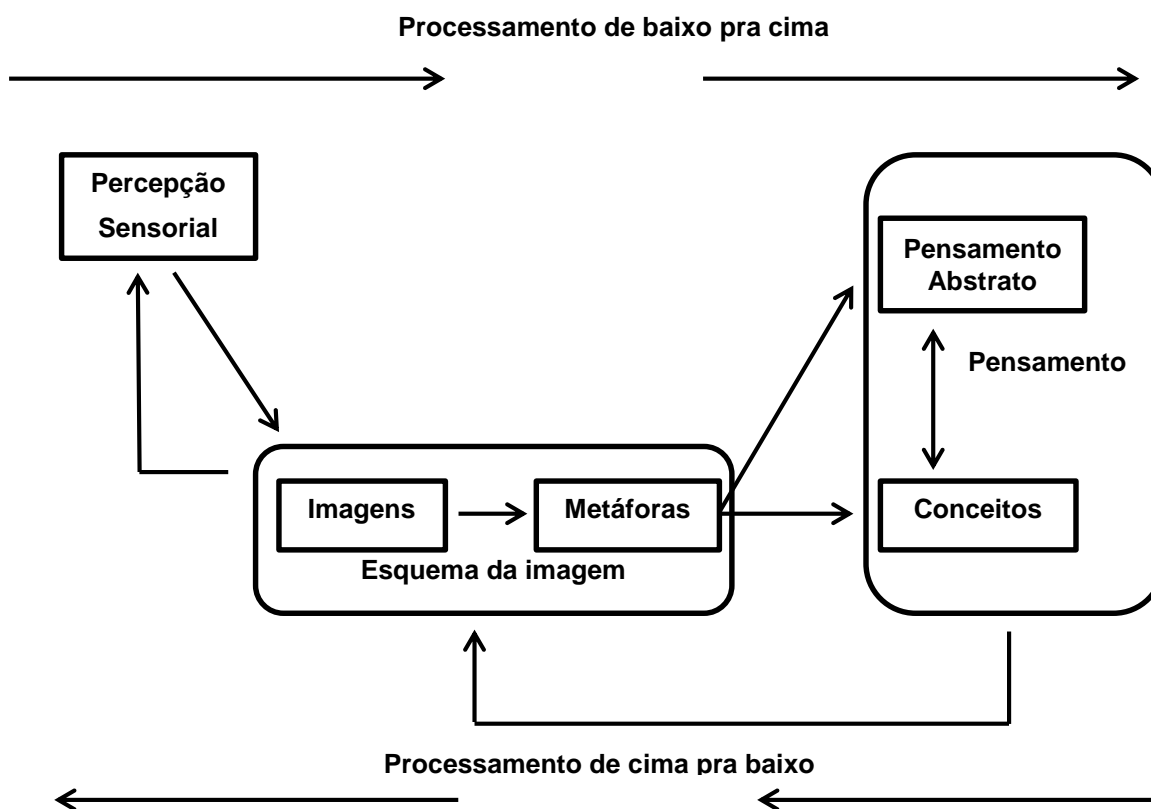 Processamento de baixo pra cima
Percepção
Sensorial
Pensamento
Abstrato
Pensamento
Imagens
Metáforas
Conceitos
Esquema da imagem
Processamento de cima pra baixo